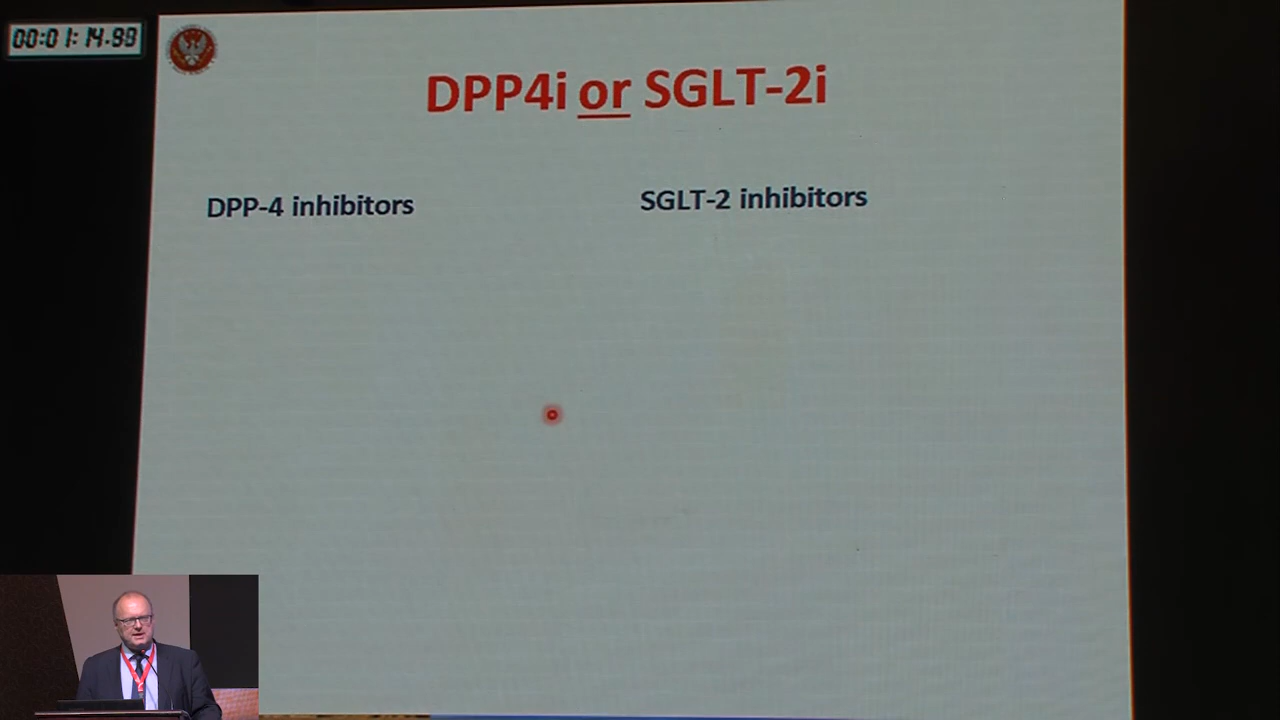 00:01:14.99
DPP4i or SGLT-2i
DPP-4 inhibitors
SGLT-2 inhibitors